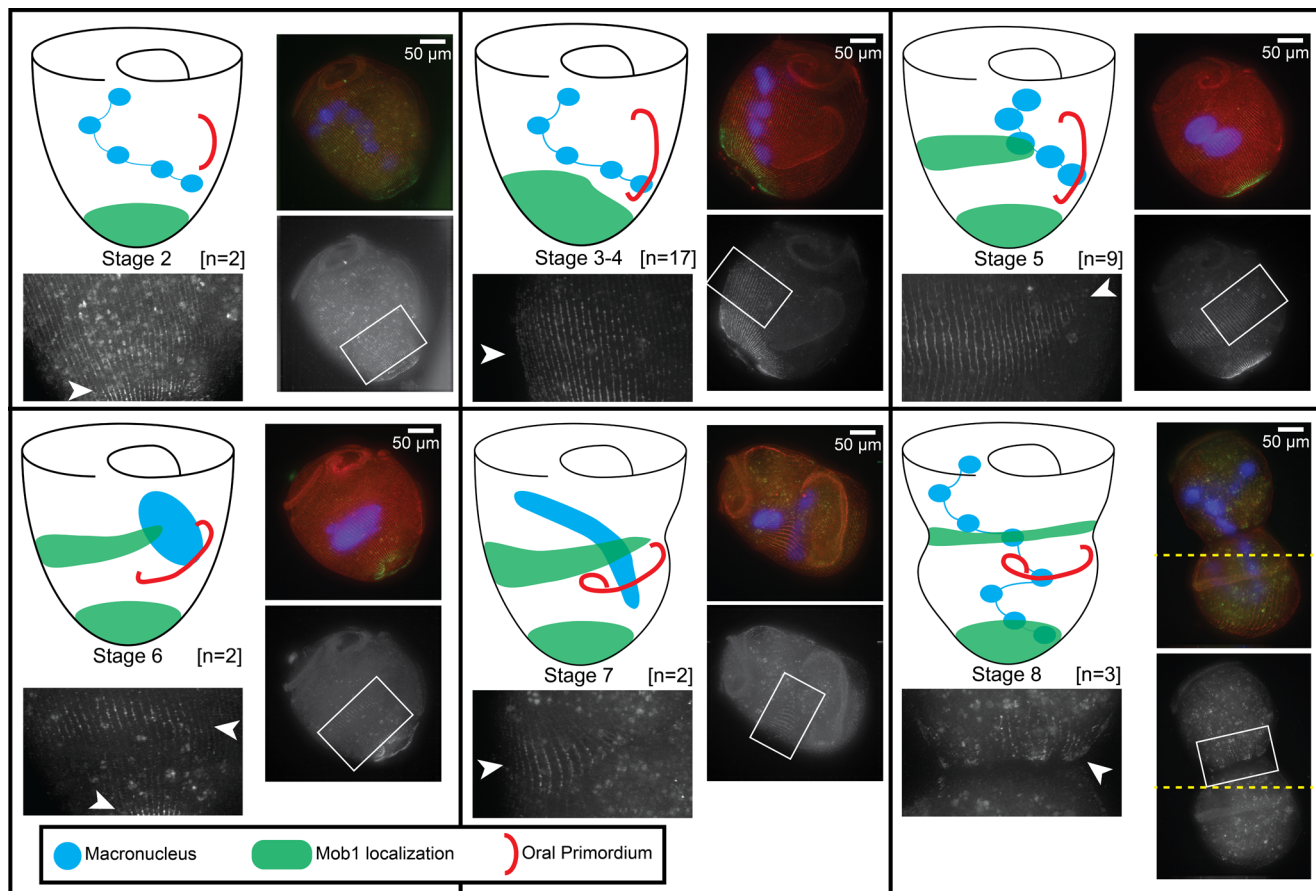 50 μm
50 μm
50 μm
Stage 2 [n=2]
Stage 3-4 [n=17]
Stage 5 [n=9]
50 μm
50 μm
50 μm
Stage 6 [n=2]
Stage 7 [n=2]
Stage 8 [n=3]
Macronucleus Mob1 localization Oral Primordium